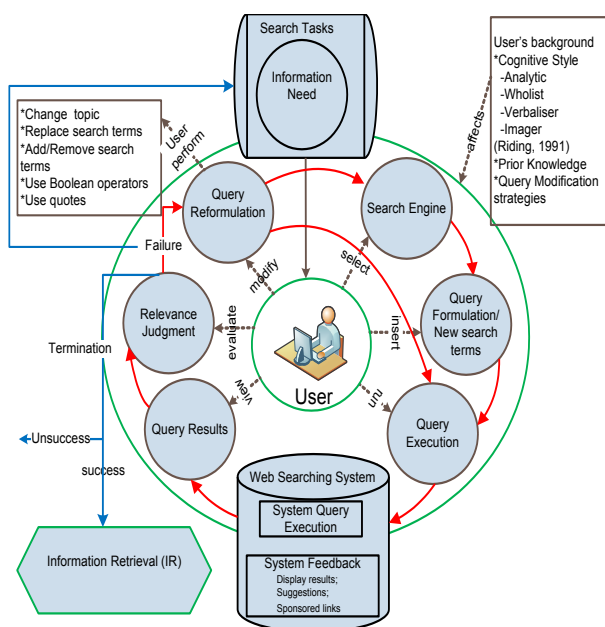 Search Tasks
Information
Need
User's background
*Cognitive Style
-Analytic
-Wholist
-Verbaliser
-Imager
(Riding, 1991)
*Prior Knowledge
*Query Modification
strategies
affects
*Change topic
*Replace search terms
*Add/Remove search
terms
*Use Boolean operators
*Use quotes
User
perform
Query
Reformulation
Search Engine
Failure
modify
select
Relevance
Judgment
evaluate
insert
Query
Formulation/
New search
terms
Termination
User
view
run
Query Results
Query
Execution
Unsuccess
success
Web Searching System
System Query
Execution
System Feedback
Display results;
Suggestions;
Sponsored links
Information Retrieval (IR)